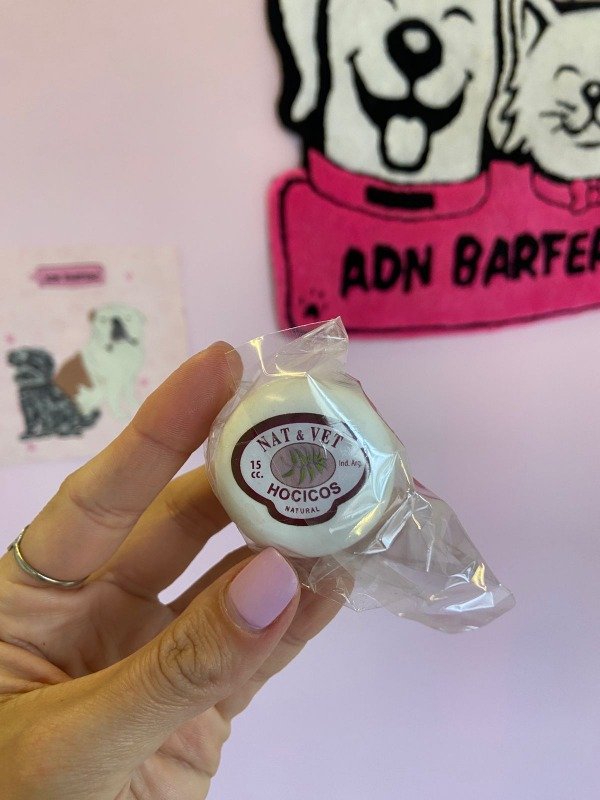 ADN BARFER
NAT & VET
15
CC.
Ind. Arg.
HOCICOS
NATURAL